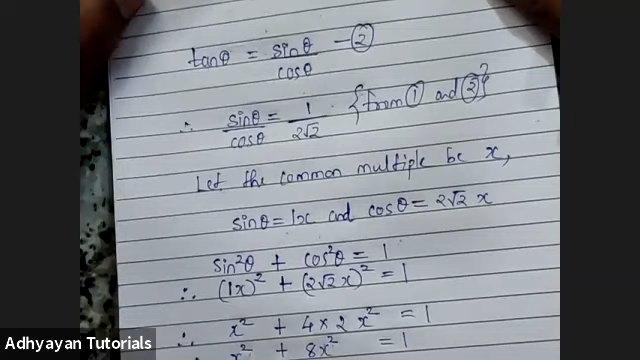 tanθ = sinθ/cosθ - ②
∴ sinθ/cosθ = 1/2√2 {from ① and ②}
Let the common multiple be x,
sinθ = 1x and cosθ = 2√2 x
sin²θ + cos²θ = 1
∴ (1x)² + (2√2 x)² = 1
∴ x² + 4×2 x² = 1
x² + 8x² = 1
Adhyayan Tutorials